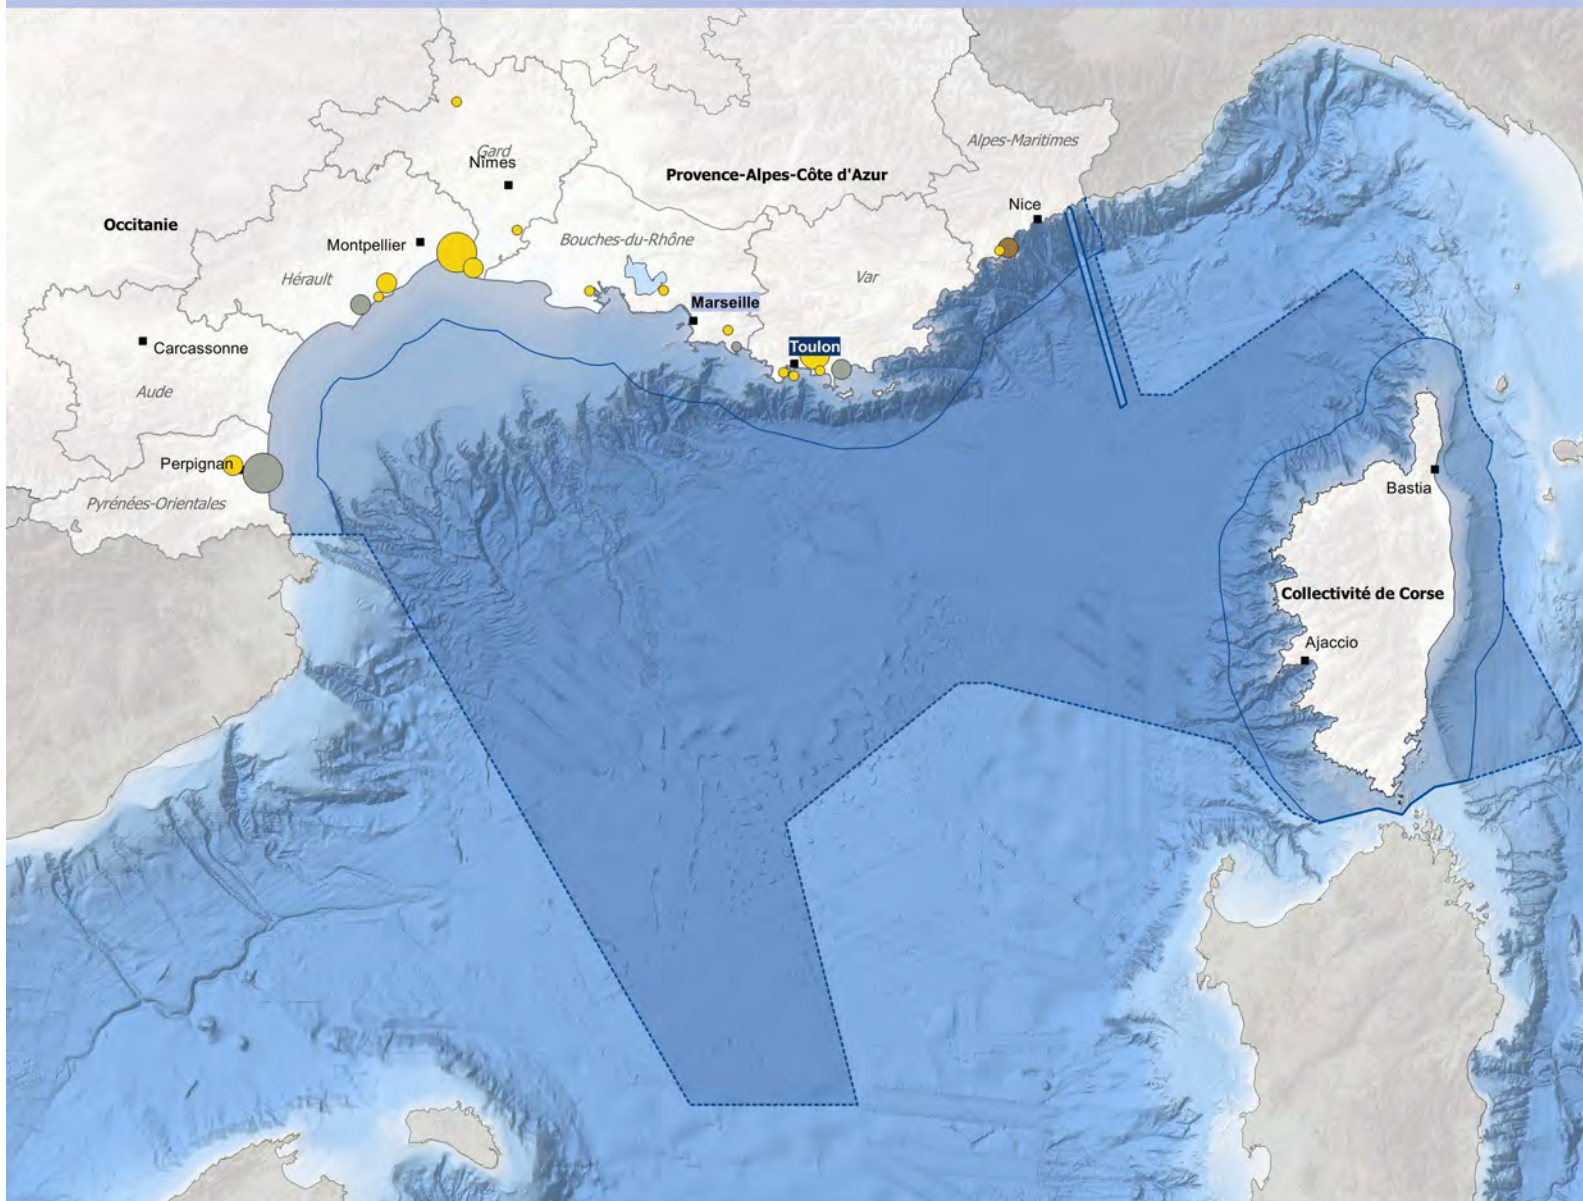 Alpes-Maritimes
Gard
Nîmes
Provence-Alpes-Côte d'Azur
Nice
Occitanie
Montpellier
Bouches-du-Rhône
Hérault
Var
Marseille
Toulon
Carcassonne
Aude
Perpignan
Pyrénées-Orientales
Bastia
Collectivité de Corse
Ajaccio